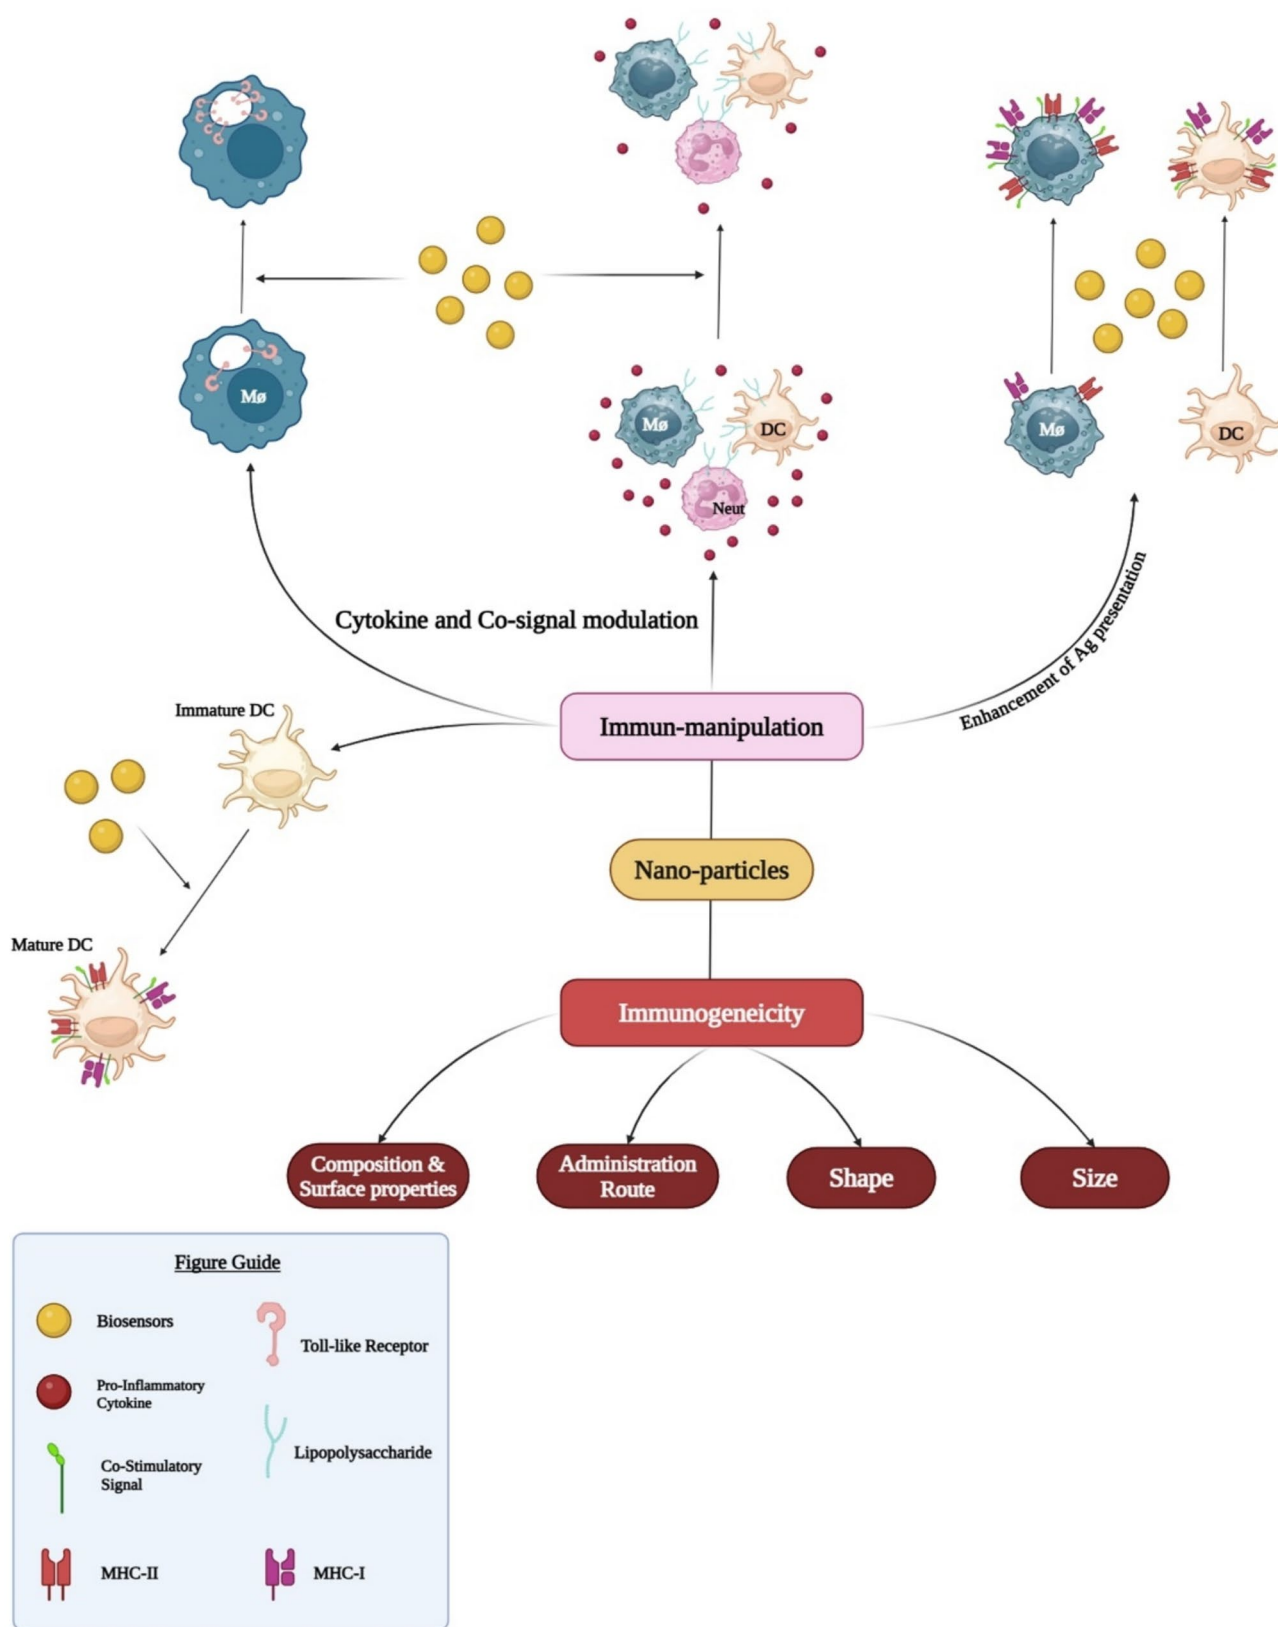 Mø
Mø
DC
Neut
Mø
DC
Cytokine and Co-signal modulation
Enhancement of Ag presentation
Immun-manipulation
Immature DC
Nano-particles
Mature DC
Immunogeneicity
Composition &
Surface properties
Administration
Route
Shape
Size
Figure Guide
Biosensors
Toll-like Receptor
Pro-Inflammatory
Cytokine
Lipopolysaccharide
Co-Stimulatory
Signal
MHC-II
MHC-I